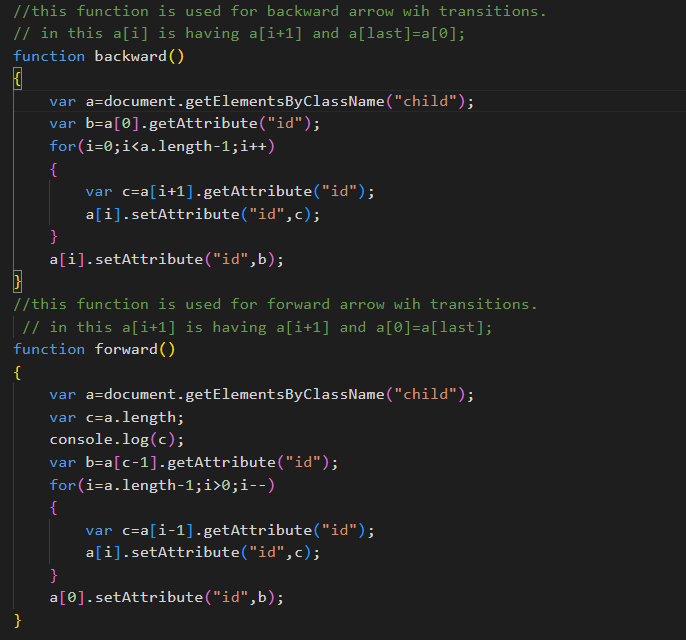 //this function is used for backward arrow wih transitions.
// in this a[i] is having a[i+1] and a[last]=a[0];
function backward()
{
    var a=document.getElementsByClassName("child");
    var b=a[0].getAttribute("id");
    for(i=0;i<a.length-1;i++)
    {
        var c=a[i+1].getAttribute("id");
        a[i].setAttribute("id",c);
    }
    a[i].setAttribute("id",b);
}
//this function is used for forward arrow wih transitions.
 // in this a[i+1] is having a[i+1] and a[0]=a[last];
function forward()
{
    var a=document.getElementsByClassName("child");
    var c=a.length;
    console.log(c);
    var b=a[c-1].getAttribute("id");
    for(i=a.length-1;i>0;i--)
    {
        var c=a[i-1].getAttribute("id");
        a[i].setAttribute("id",c);
    }
    a[0].setAttribute("id",b);
}